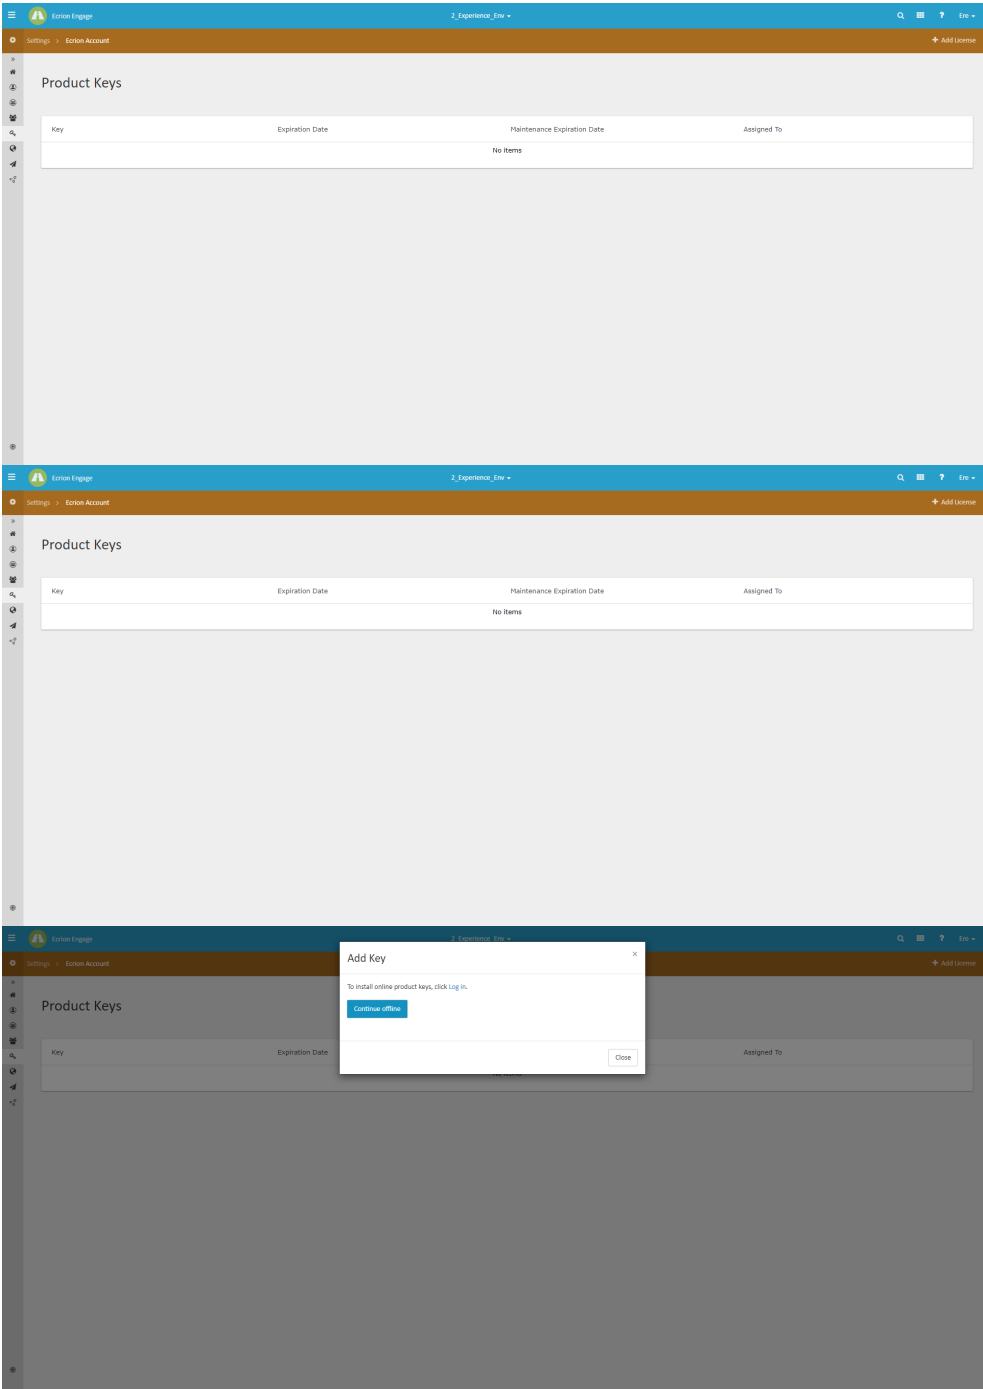 Ecrion Engage 2_Experience_Env ? Ere
Settings > Ecrion Account + Add License
»
Product Keys
Key Expiration Date Maintenance Expiration Date Assigned To
No items
Ecrion Engage 2_Experience_Env ? Ere
Settings > Ecrion Account + Add License
»
Product Keys
Key Expiration Date Maintenance Expiration Date Assigned To
No items
Ecrion Engage 2_Experience_Env ? Ere
Settings > Ecrion Account + Add License
»
Add Key ×
To install online product keys, click Log in.
Continue offline
Close
Product Keys
Key Expiration Date Assigned To